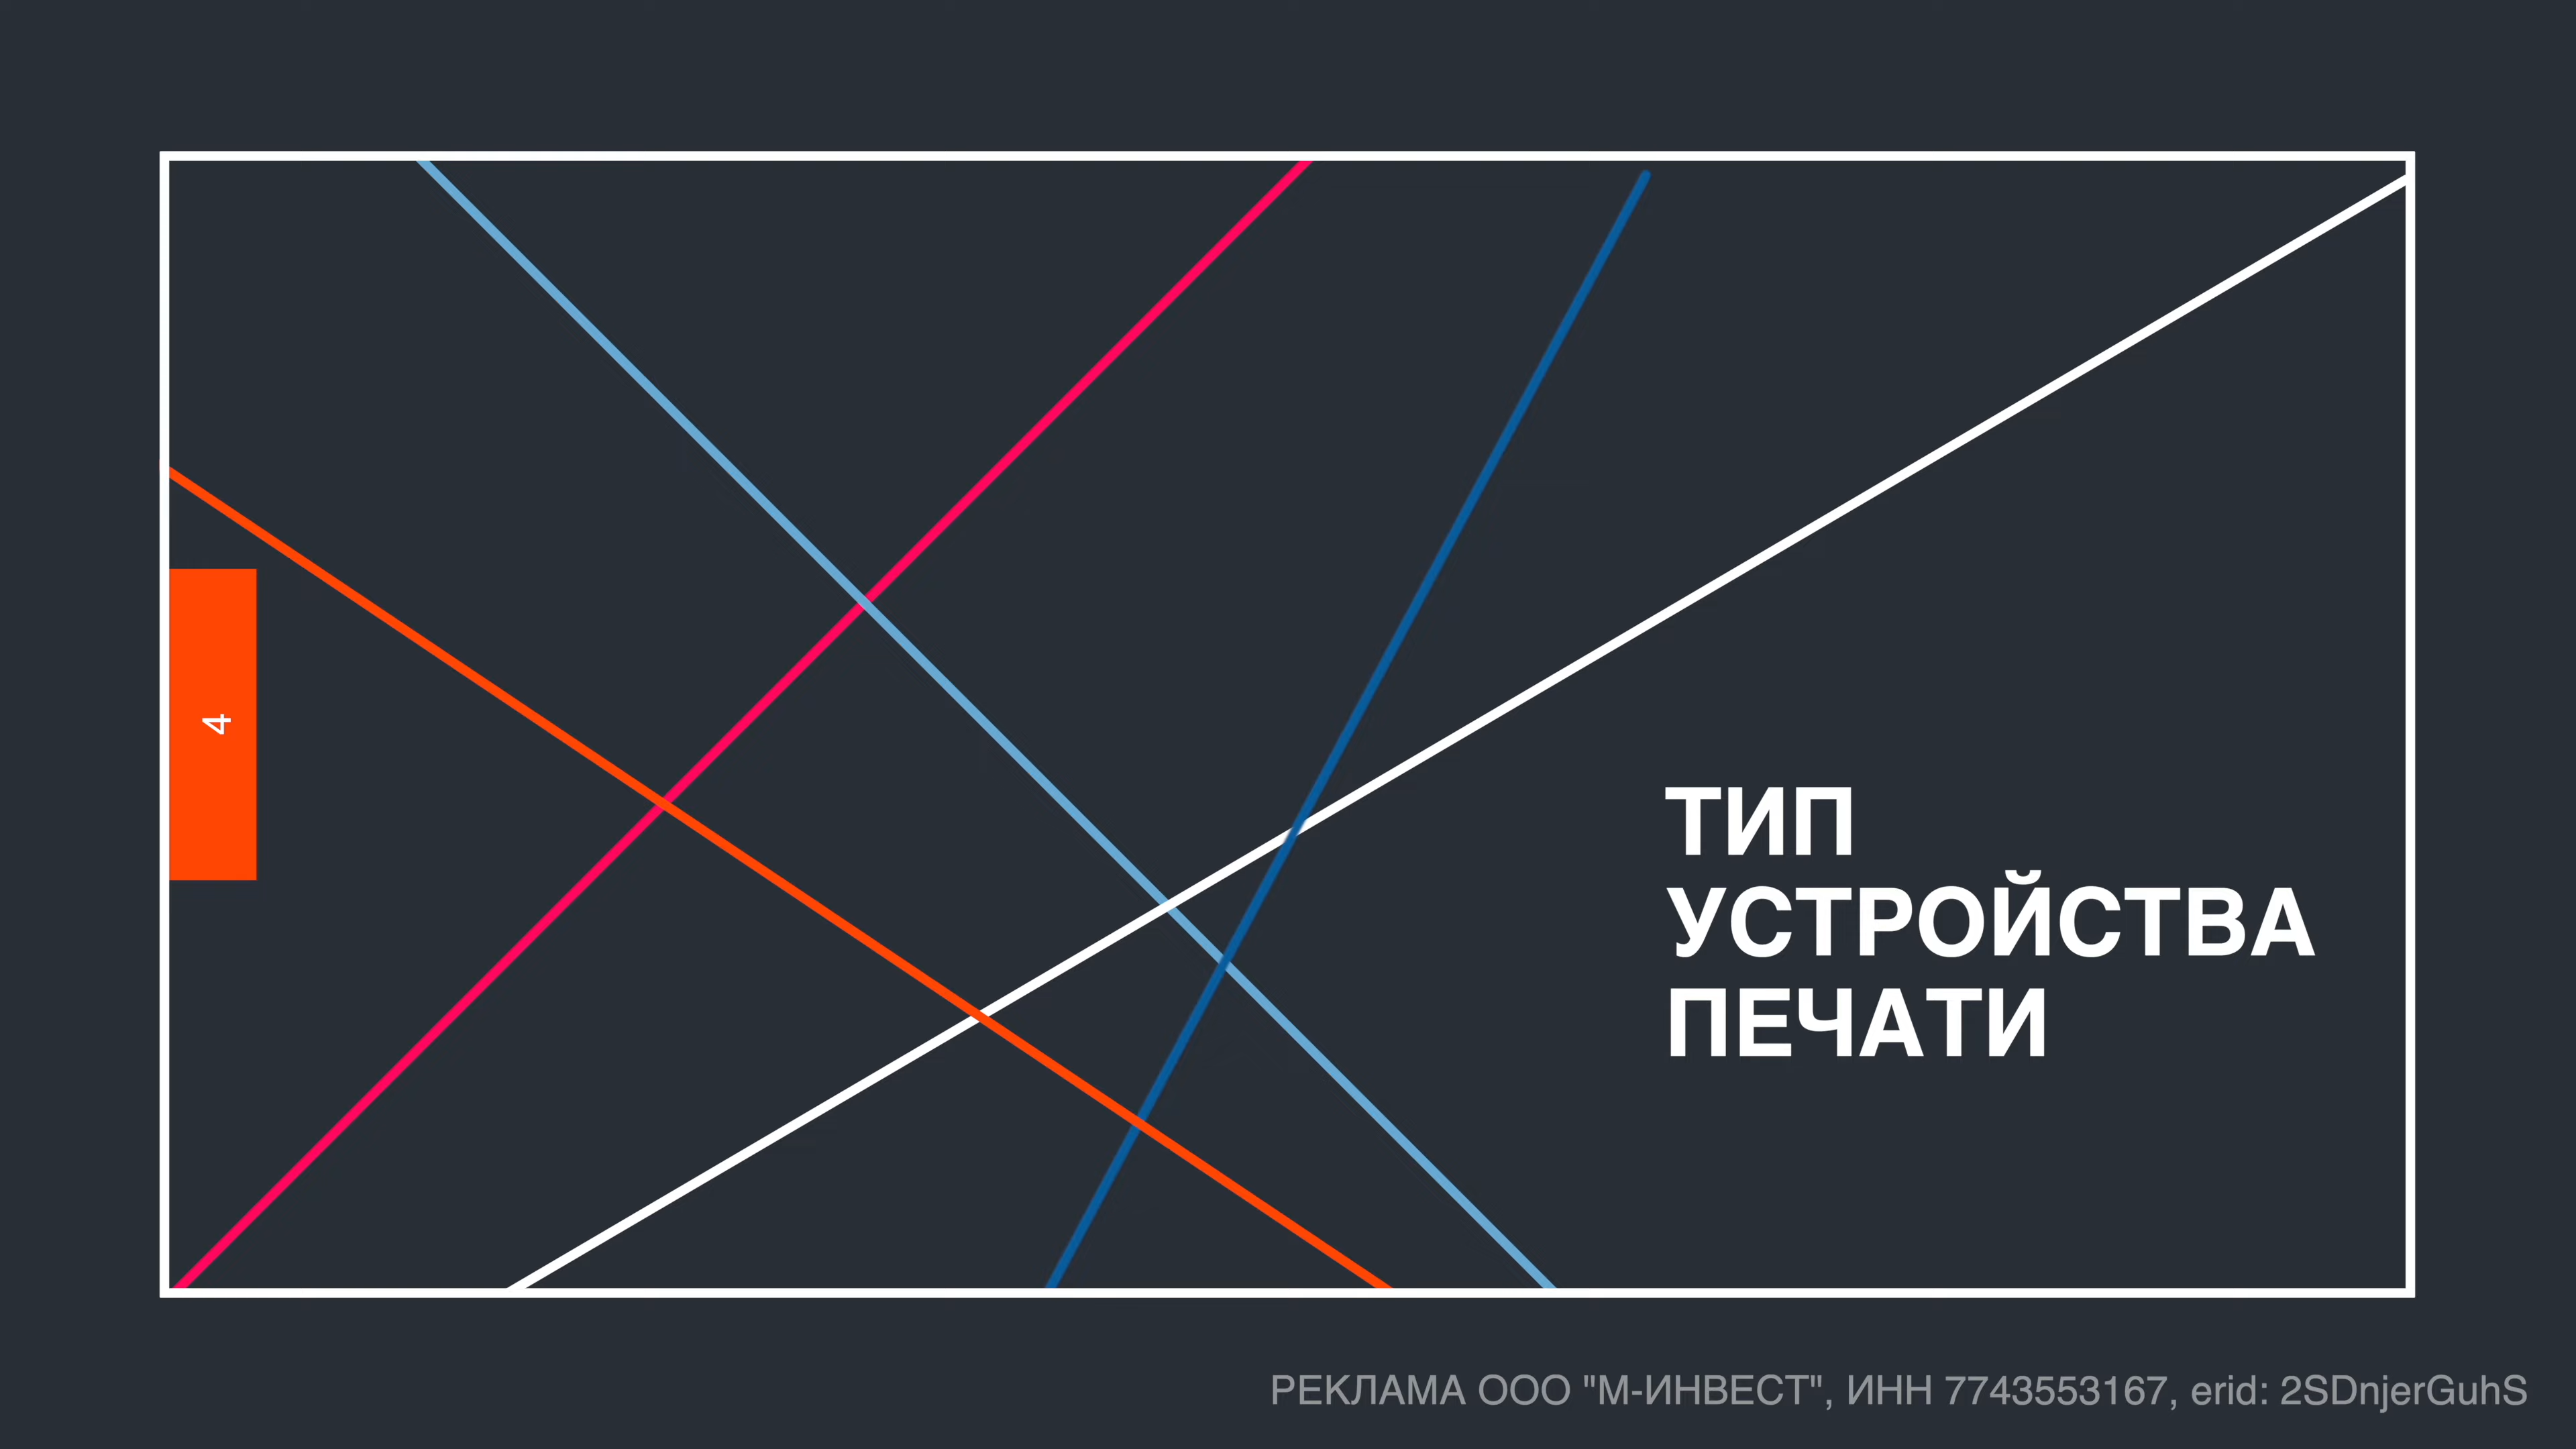 4
ТИП
УСТРОЙСТВА
ПЕЧАТИ
РЕКЛАМА ООО "М-ИНВЕСТ", ИНН 7743553167, erid: 2SDnjerGuhS